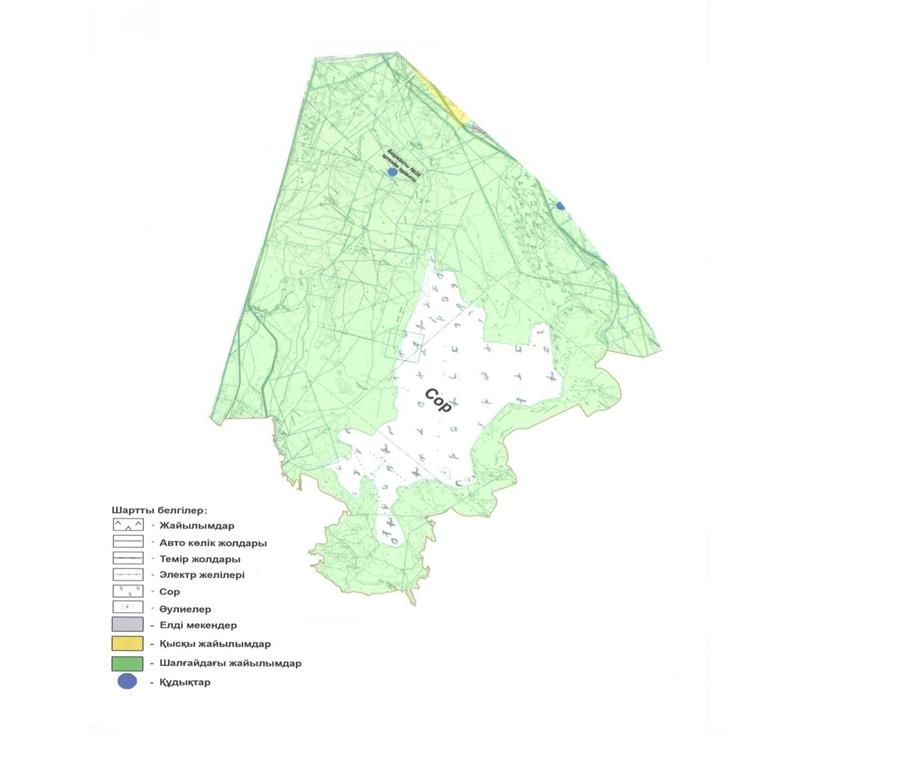 Сор
Шартты белгілер:
- Жайылымдар
- Авто көлік жолдары
- Темір жолдары
- Электр желілері
- Сор
- Әулиелер
- Елді мекендер
- Қысқы жайылымдар
- Шалғайдағы жайылымдар
- Құдықтар